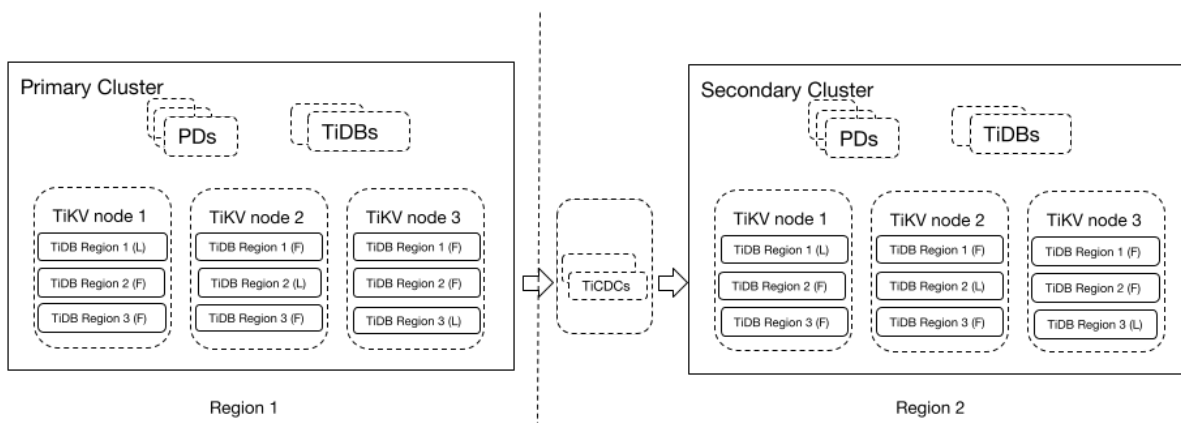 Primary Cluster
PDs
TiDBs
TiKV node 1
TiDB Region 1 (L)
TiDB Region 2 (F)
TiDB Region 3 (F)
TiKV node 2
TiDB Region 1 (F)
TiDB Region 2 (L)
TiDB Region 3 (F)
TiKV node 3
TiDB Region 1 (F)
TiDB Region 2 (F)
TiDB Region 3 (L)
Region 1
TiCDCs
Secondary Cluster
PDs
TiDBs
TiKV node 1
TiDB Region 1 (L)
TiDB Region 2 (F)
TiDB Region 3 (F)
TiKV node 2
TiDB Region 1 (F)
TiDB Region 2 (L)
TiDB Region 3 (F)
TiKV node 3
TiDB Region 1 (F)
TiDB Region 2 (F)
TiDB Region 3 (L)
Region 2